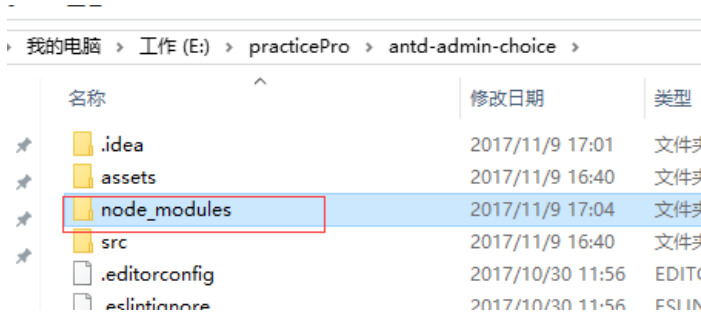 我的电脑 > 工作 (E:) > practicePro > antd-admin-choice >
名称 修改日期 类型
.idea 2017/11/9 17:01 文件夹
assets 2017/11/9 16:40 文件夹
node_modules 2017/11/9 17:04 文件夹
src 2017/11/9 16:40 文件夹
.editorconfig 2017/10/30 11:56 EDITO
.eslintignore 2017/10/30 11:56 ESLIN